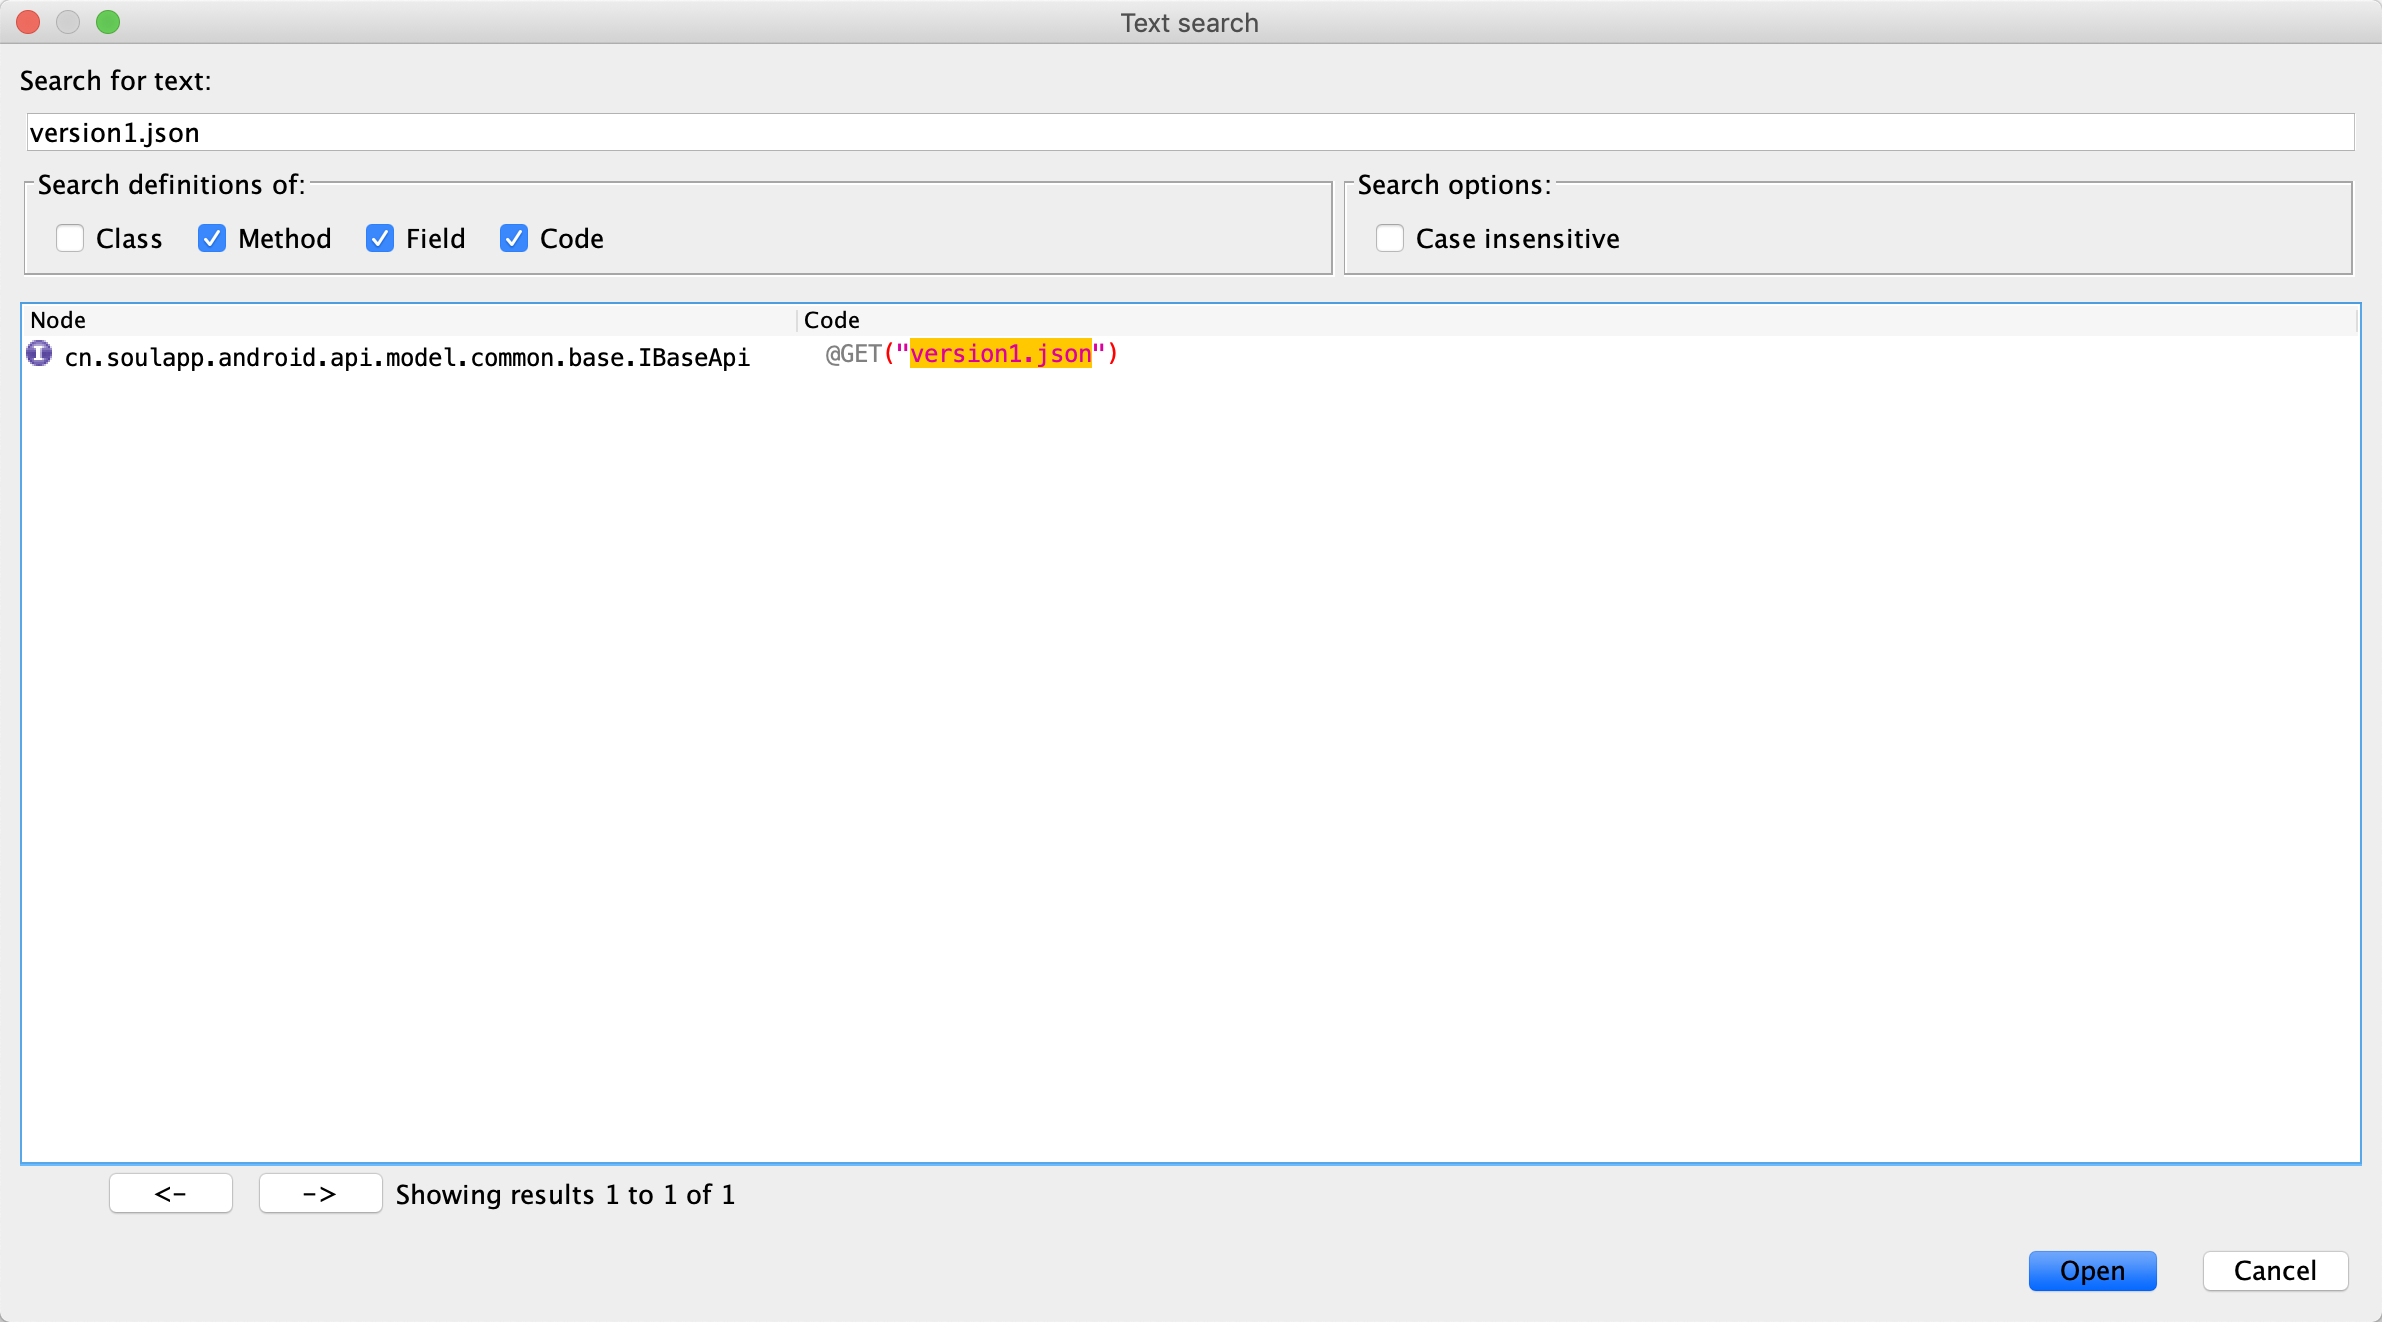 Text search
Search for text:
version1.json
Search definitions of: Search options:
Class Method Field Code Case insensitive
Node Code
I cn.soulapp.android.api.model.common.base.IBaseApi @GET("version1.json")
<- -> Showing results 1 to 1 of 1
Open Cancel